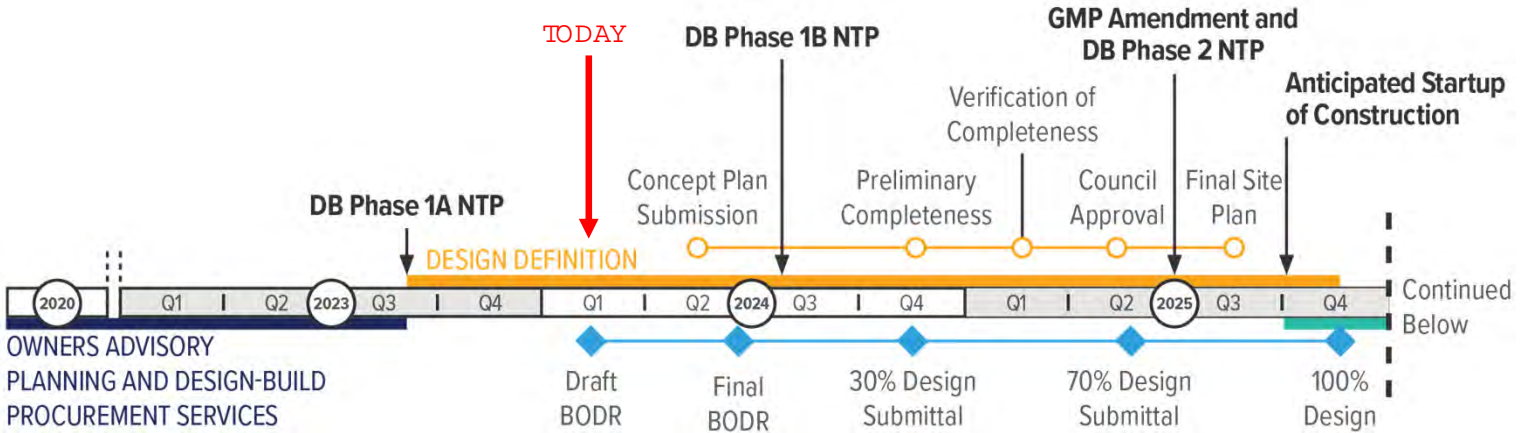 TODAY
DB Phase 1B NTP
GMP Amendment and
DB Phase 2 NTP
Anticipated Startup
of Construction
Verification of
Completeness
DB Phase 1A NTP
Concept Plan
Submission
Preliminary
Completeness
Council
Approval
Final Site
Plan
DESIGN DEFINITION
2020 Q1 Q2 2023 Q3 Q4 Q1 Q2 2024 Q3 Q4 Q1 Q2 2025 Q3 Q4
Continued
Below
OWNERS ADVISORY
PLANNING AND DESIGN-BUILD
PROCUREMENT SERVICES
Draft
BODR
Final
BODR
30% Design
Submittal
70% Design
Submittal
100%
Design